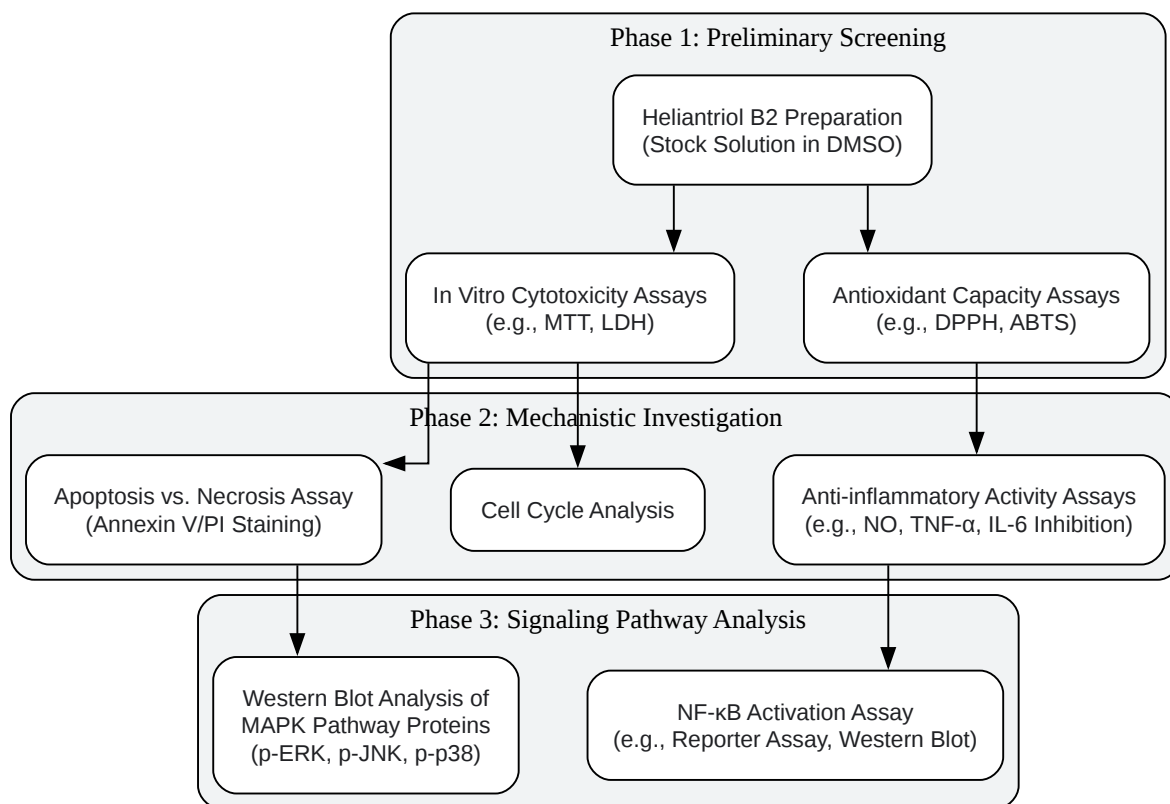 Phase 1: Preliminary Screening
Heliantriol B2 Preparation
(Stock Solution in DMSO)
In Vitro Cytotoxicity Assays
(e.g., MTT, LDH)
Antioxidant Capacity Assays
(e.g., DPPH, ABTS)
Phase 2: Mechanistic Investigation
Apoptosis vs. Necrosis Assay
(Annexin V/PI Staining)
Cell Cycle Analysis
Anti-inflammatory Activity Assays
(e.g., NO, TNF-α, IL-6 Inhibition)
Phase 3: Signaling Pathway Analysis
Western Blot Analysis of
MAPK Pathway Proteins
(p-ERK, p-JNK, p-p38)
NF-κB Activation Assay
(e.g., Reporter Assay, Western Blot)